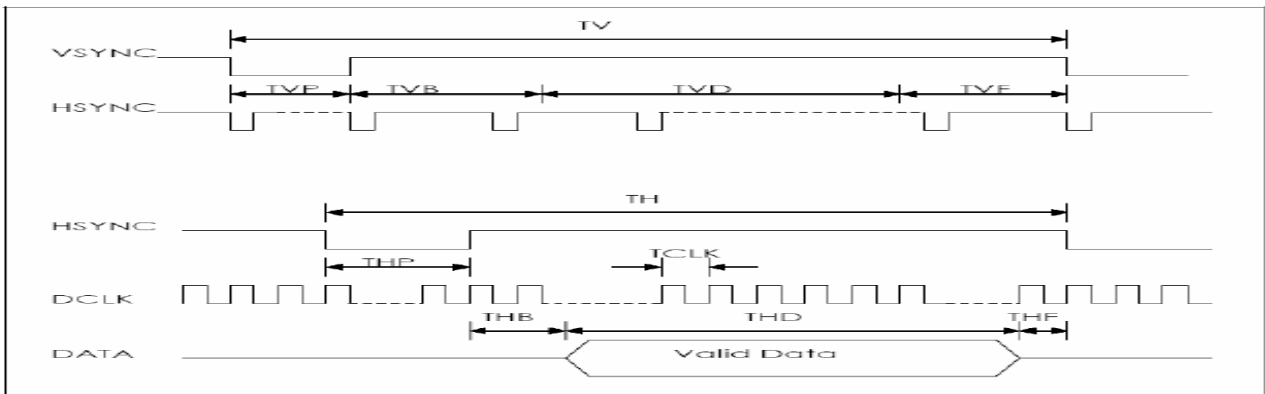 TV
VSYNC
TVP TVB TVD TVF
HSYNC
TH
HSYNC
TCLK
THP
DCLK
THB THD THF
DATA Valid Data